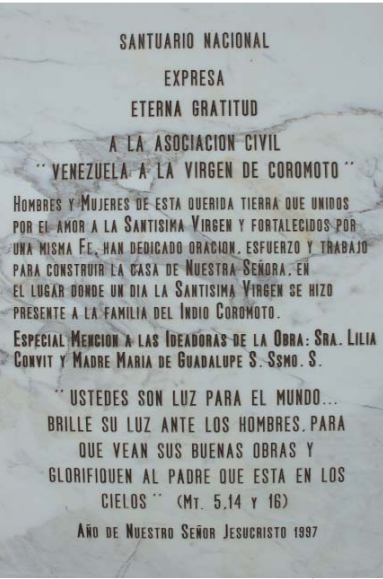 SANTUARIO NACIONAL
EXPRESA
ETERNA GRATITUD
A LA ASOCIACION CIVIL
" VENEZUELA A LA VIRGEN DE COROMOTO "
HOMBRES Y MUJERES DE ESTA QUERIDA TIERRA QUE UNIDOS
POR EL AMOR A LA SANTISIMA VIRGEN Y FORTALECIDOS POR
UNA MISMA FE, HAN DEDICADO ORACION, ESFUERZO Y TRABAJO
PARA CONSTRUIR LA CASA DE NUESTRA SEÑORA, EN
EL LUGAR DONDE UN DIA LA SANTISIMA VIRGEN SE HIZO
PRESENTE A LA FAMILIA DEL INDIO COROMOTO.
ESPECIAL MENCION A LAS IDEADORAS DE LA OBRA: SRA. LILIA
CONVIT Y MADRE MARIA DE GUADALUPE S. SSMO. S.
" USTEDES SON LUZ PARA EL MUNDO...
BRILLE SU LUZ ANTE LOS HOMBRES, PARA
QUE VEAN SUS BUENAS OBRAS Y
GLORIFIQUEN AL PADRE QUE ESTA EN LOS
CIELOS " (MT. 5,14 Y 16)
AÑO DE NUESTRO SEÑOR JESUCRISTO 1997